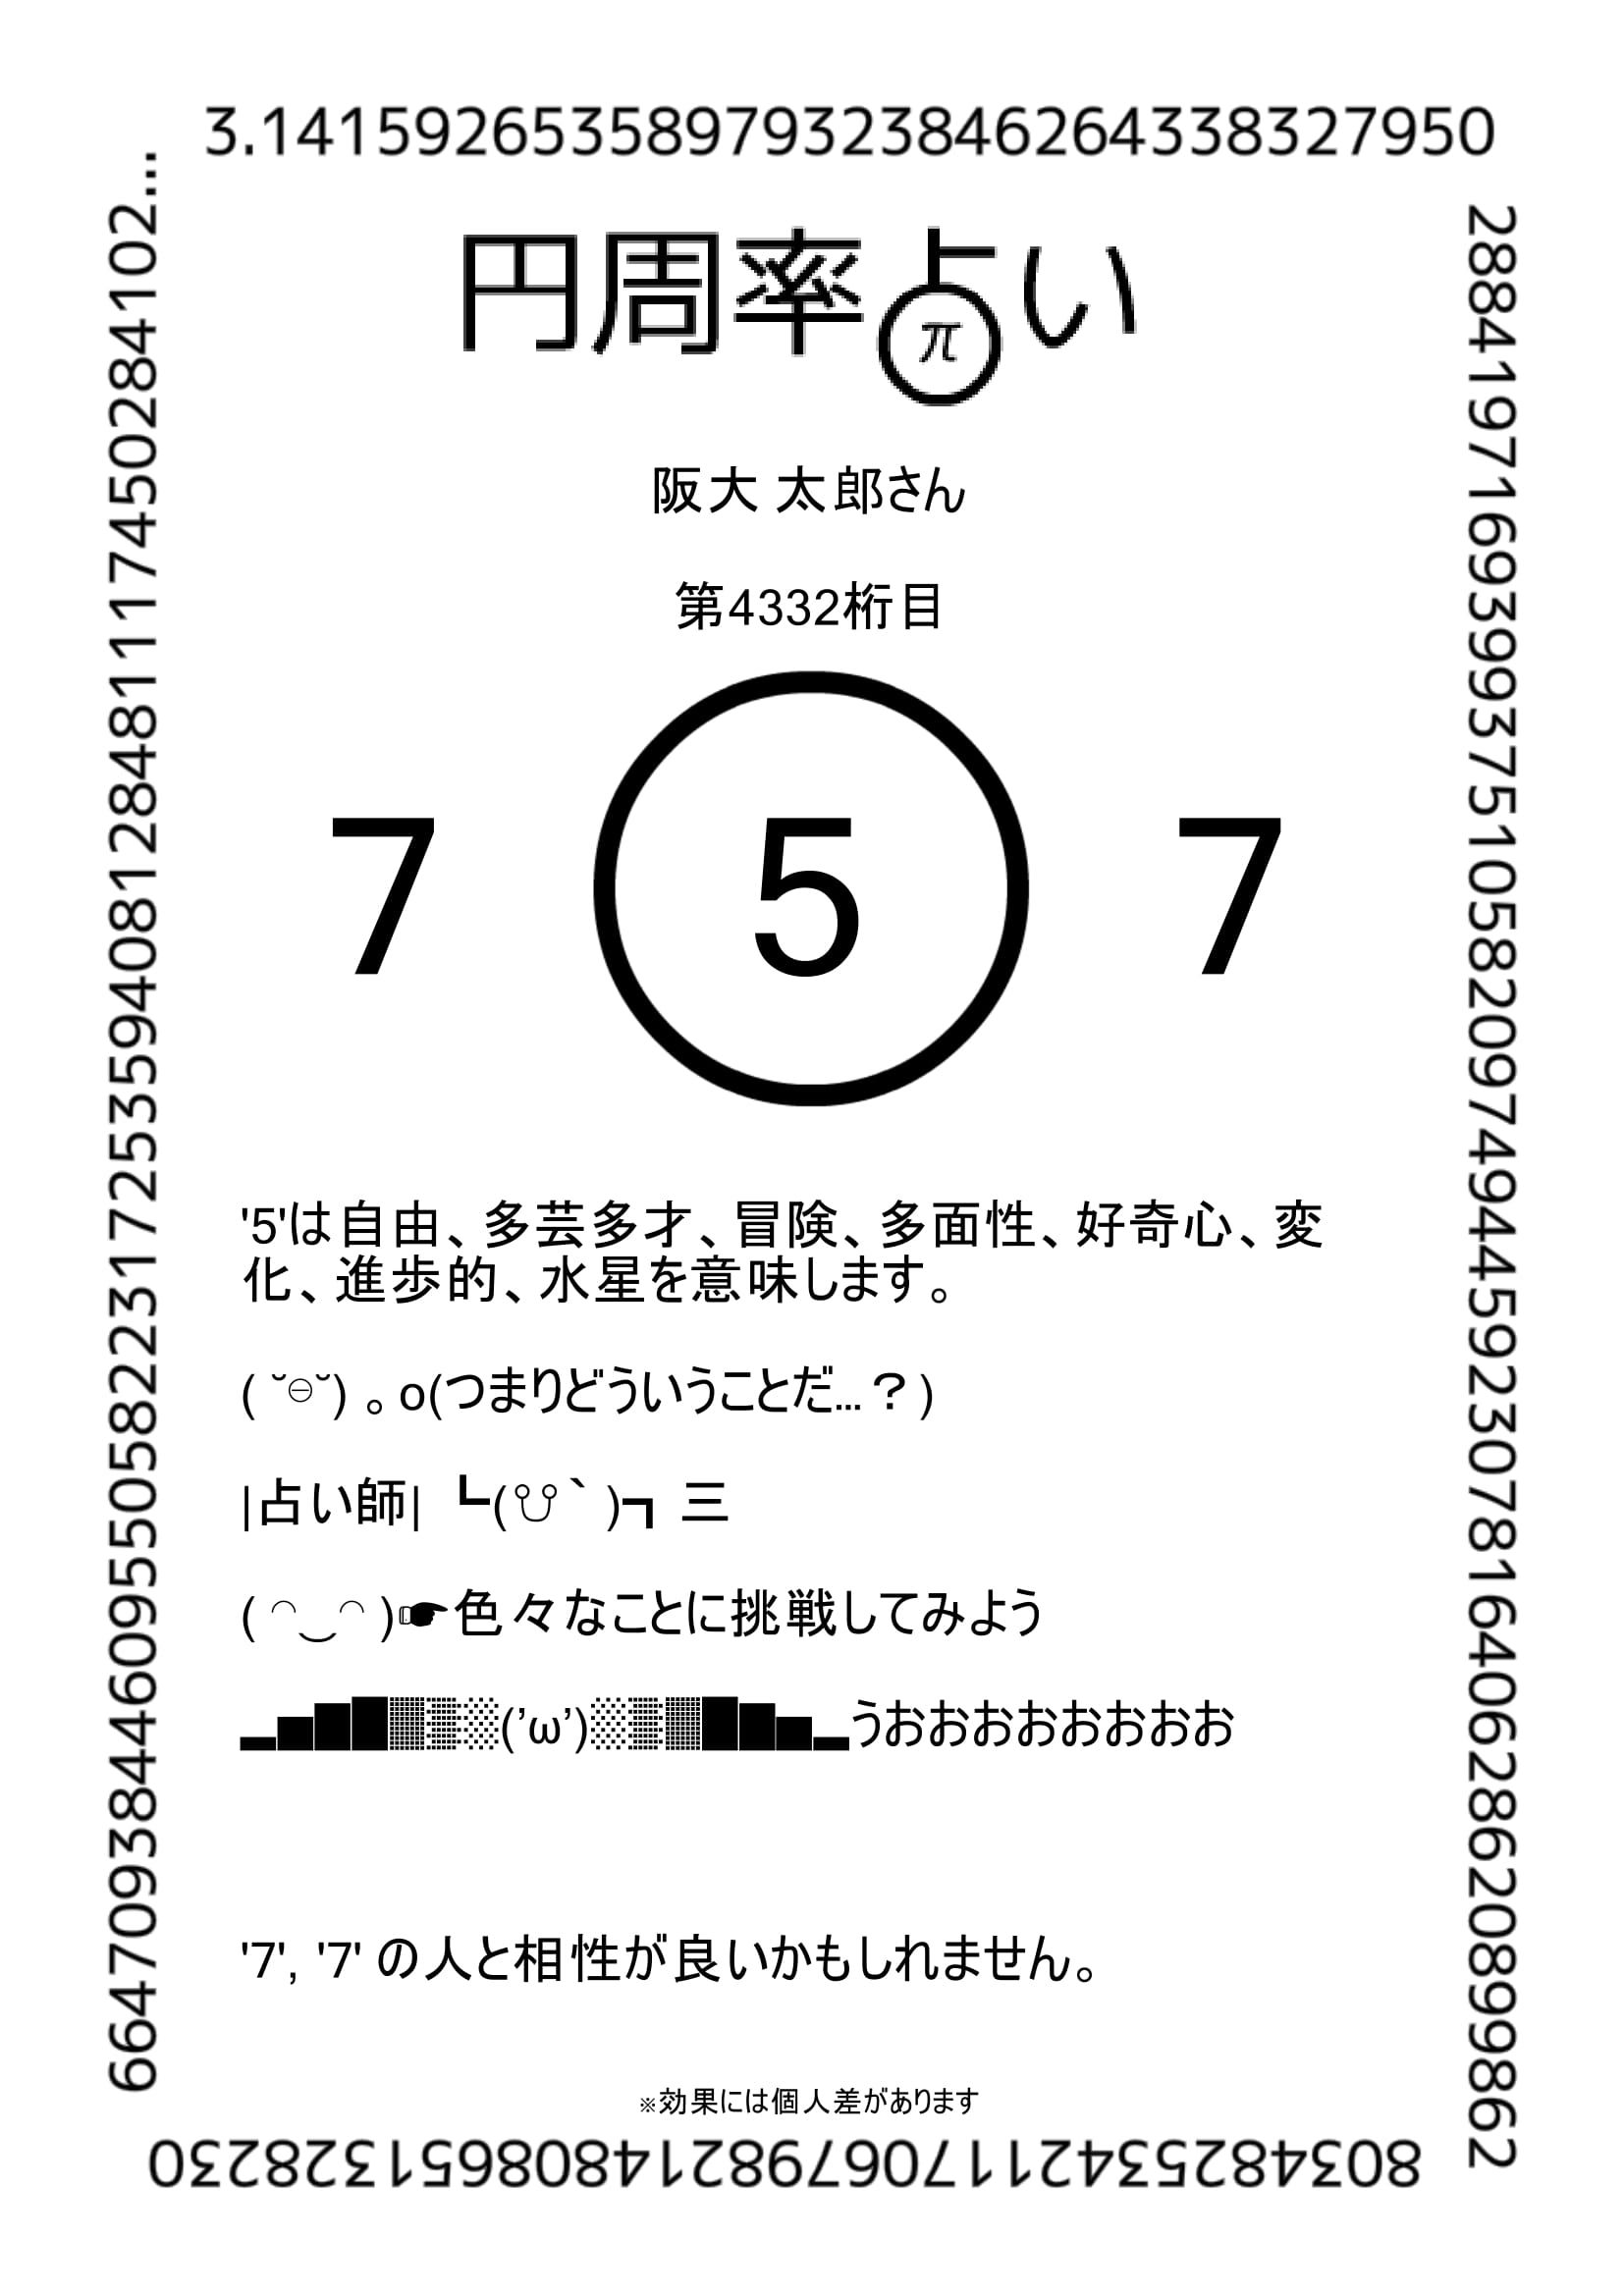 3.14159265358979323846264338327950
288419716939937510582097494459230781640628620899862
80348253421170679821480865132823​0
66470938446095505822317253594081284811174502841​02...
円周率占い
π
阪大 太郎さん
第4332桁目
7 5 7
'5'は自由、多芸多才、冒険、多面性、好奇心、変
化、進歩的、水星を意味します。
( ˘⊖˘) 。o(つまりどういうことだ...？)
|占い師| ┗(☋｀ )┓三
( ◠‿◠ )☛色々なことに挑戦してみよう
▂▅▇█▓▒░('ω')░▒▓█▇▅▂うおおおおおおおお
'7', '7' の人と相性が良いかもしれません。
※効果には個人差があります